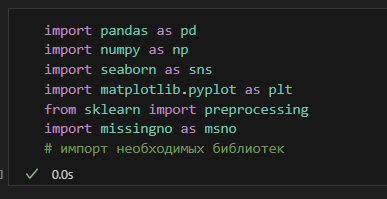 import pandas as pd
import numpy as np
import seaborn as sns
import matplotlib.pyplot as plt
from sklearn import preprocessing
import missingno as msno
# импорт необходимых библиотек
] ✓ 0.0s